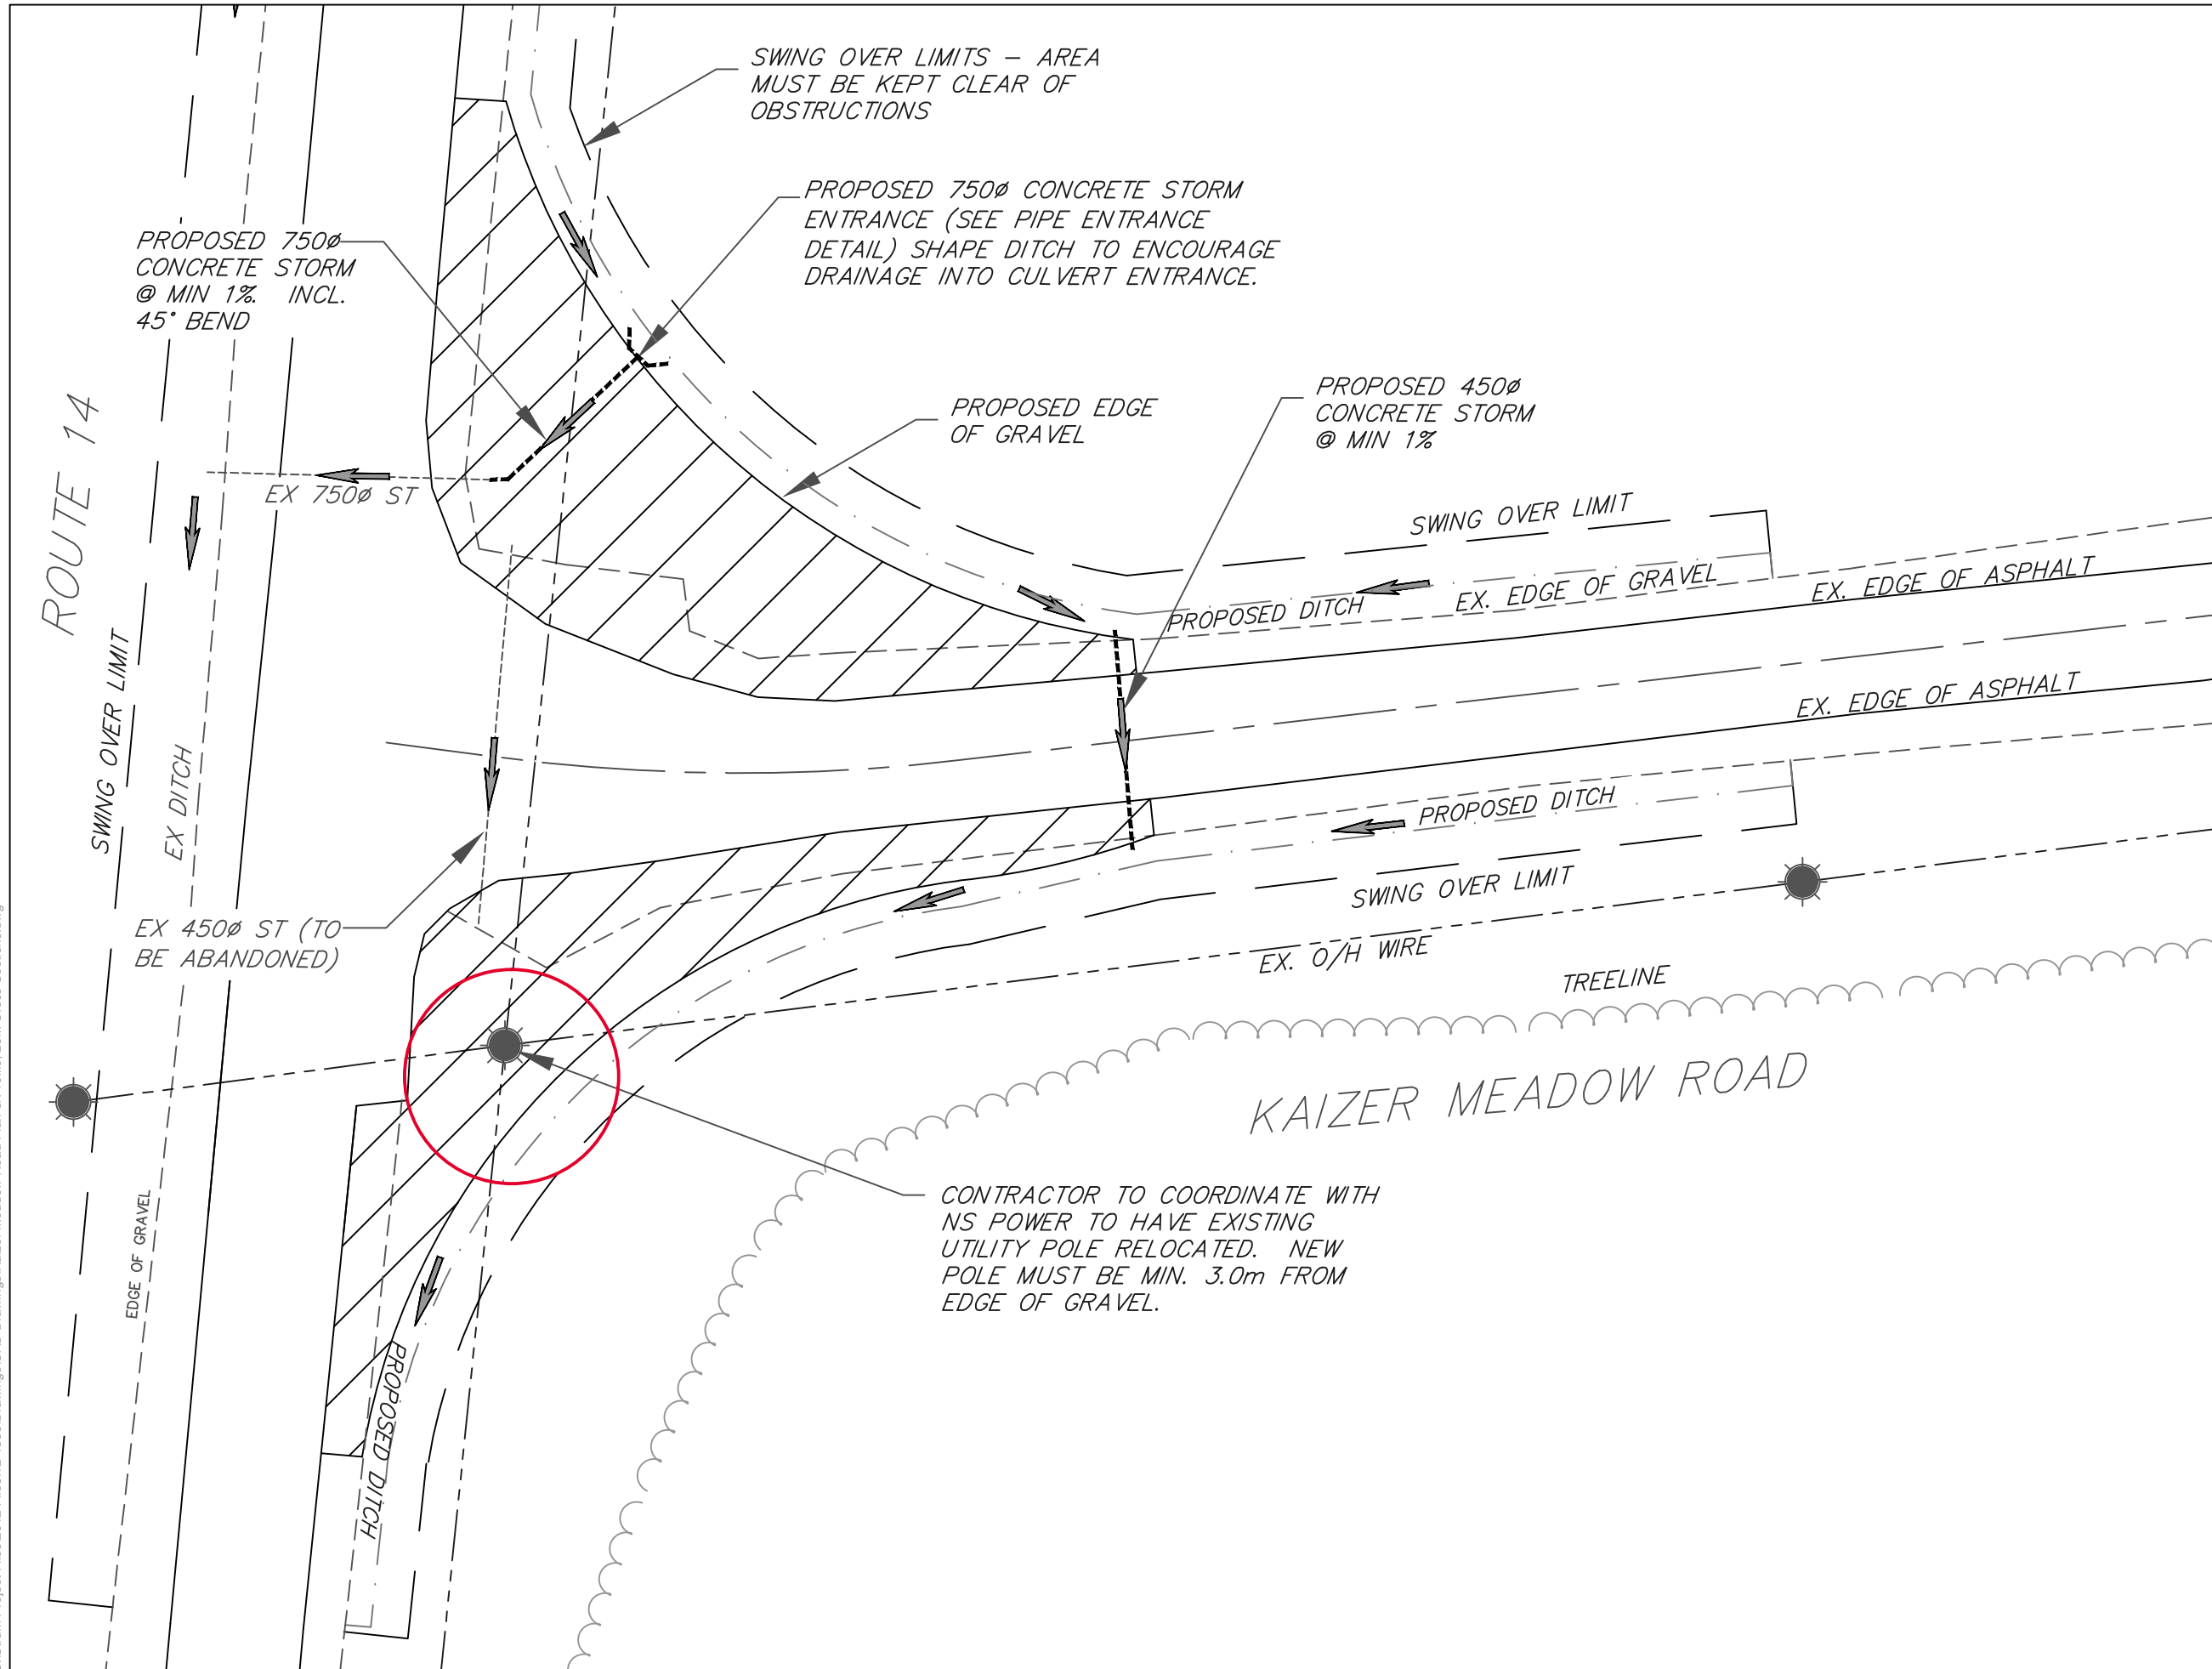 SWING OVER LIMITS – AREA
MUST BE KEPT CLEAR OF
OBSTRUCTIONS
PROPOSED 750ø CONCRETE STORM
ENTRANCE (SEE PIPE ENTRANCE
DETAIL) SHAPE DITCH TO ENCOURAGE
DRAINAGE INTO CULVERT ENTRANCE.
PROPOSED 750ø
CONCRETE STORM
@ MIN 1%. INCL.
45° BEND
ROUTE 14
PROPOSED EDGE
OF GRAVEL
PROPOSED 450ø
CONCRETE STORM
@ MIN 1%
EX 750ø ST
SWING OVER LIMIT
EX. EDGE OF GRAVEL
EX. EDGE OF ASPHALT
PROPOSED DITCH
SWING OVER LIMIT
EX DITCH
EX. EDGE OF ASPHALT
PROPOSED DITCH
SWING OVER LIMIT
EX 450ø ST (TO
BE ABANDONED)
EX. O/H WIRE
TREELINE
KAIZER MEADOW ROAD
EDGE OF GRAVEL
CONTRACTOR TO COORDINATE WITH
NS POWER TO HAVE EXISTING
UTILITY POLE RELOCATED. NEW
POLE MUST BE MIN. 3.0m FROM
EDGE OF GRAVEL.
PROPOSED DITCH